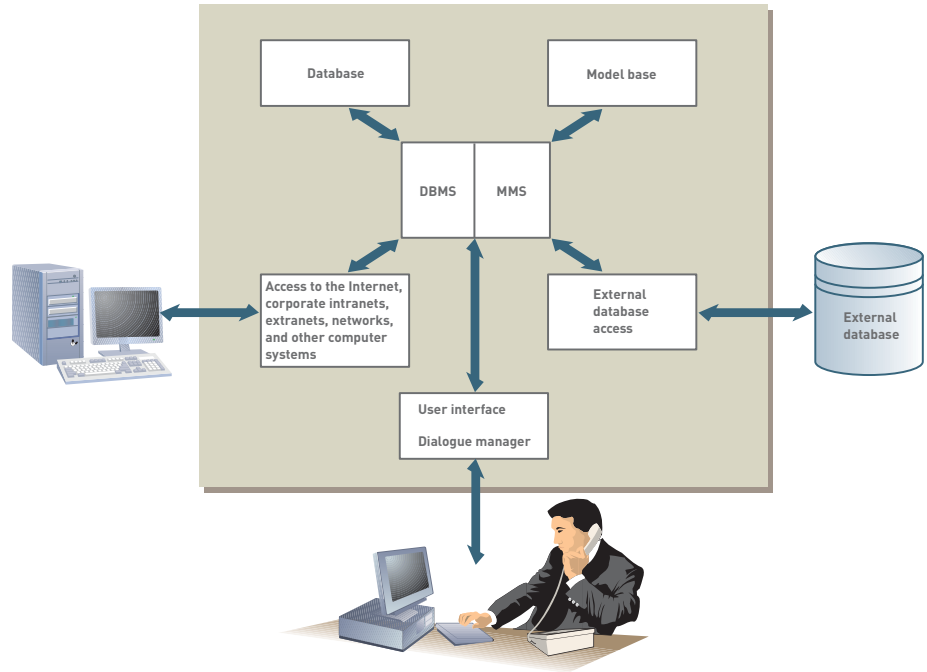 Database
Model base
DBMS
MMS
Access to the Internet,
corporate intranets,
extranets, networks,
and other computer
systems
External
database
access
External
database
User interface
Dialogue manager